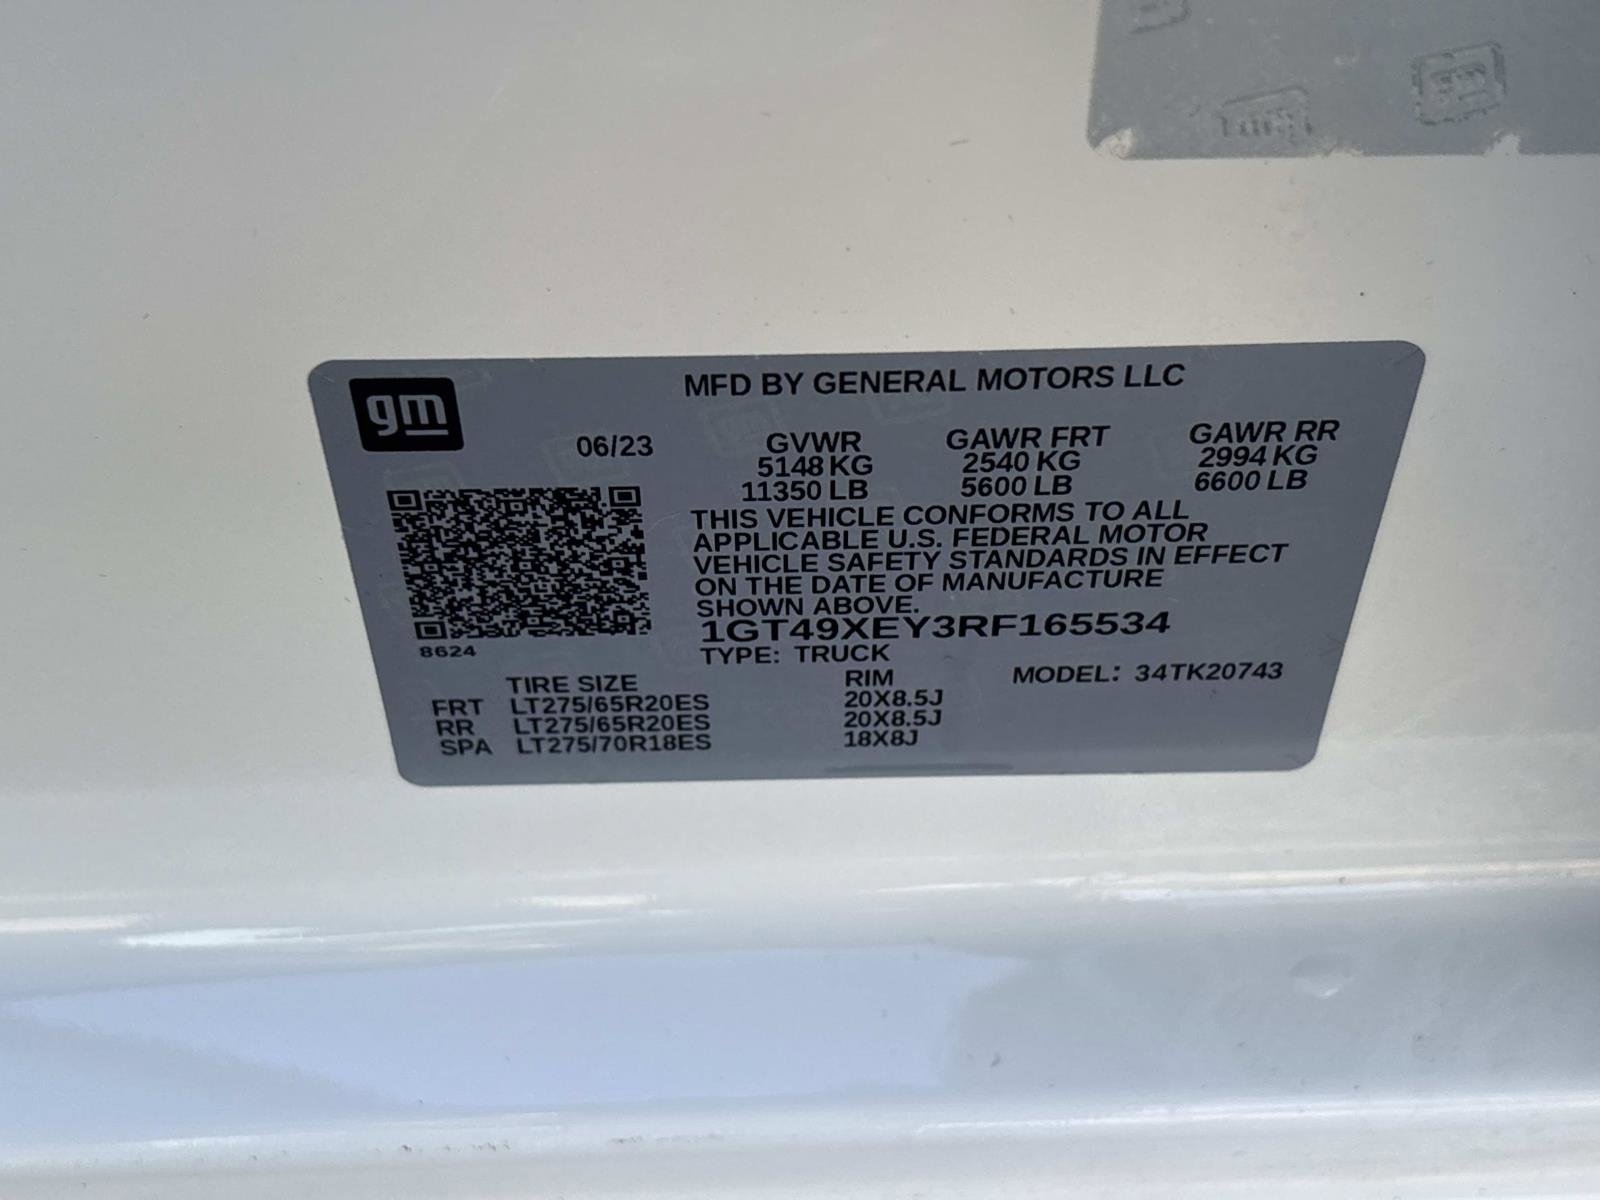 gm
MFD BY GENERAL MOTORS LLC
06/23 GVWR GAWR FRT GAWR RR
5148 KG 2540 KG 2994 KG
11350 LB 5600 LB 6600 LB
THIS VEHICLE CONFORMS TO ALL
APPLICABLE U.S. FEDERAL MOTOR
VEHICLE SAFETY STANDARDS IN EFFECT
ON THE DATE OF MANUFACTURE
SHOWN ABOVE.
1GT49XEY3RF165534
8624
TYPE: TRUCK
MODEL: 34TK20743
TIRE SIZE RIM
FRT LT275/65R20ES 20X8.5J
RR LT275/65R20ES 20X8.5J
SPA LT275/70R18ES 18X8J